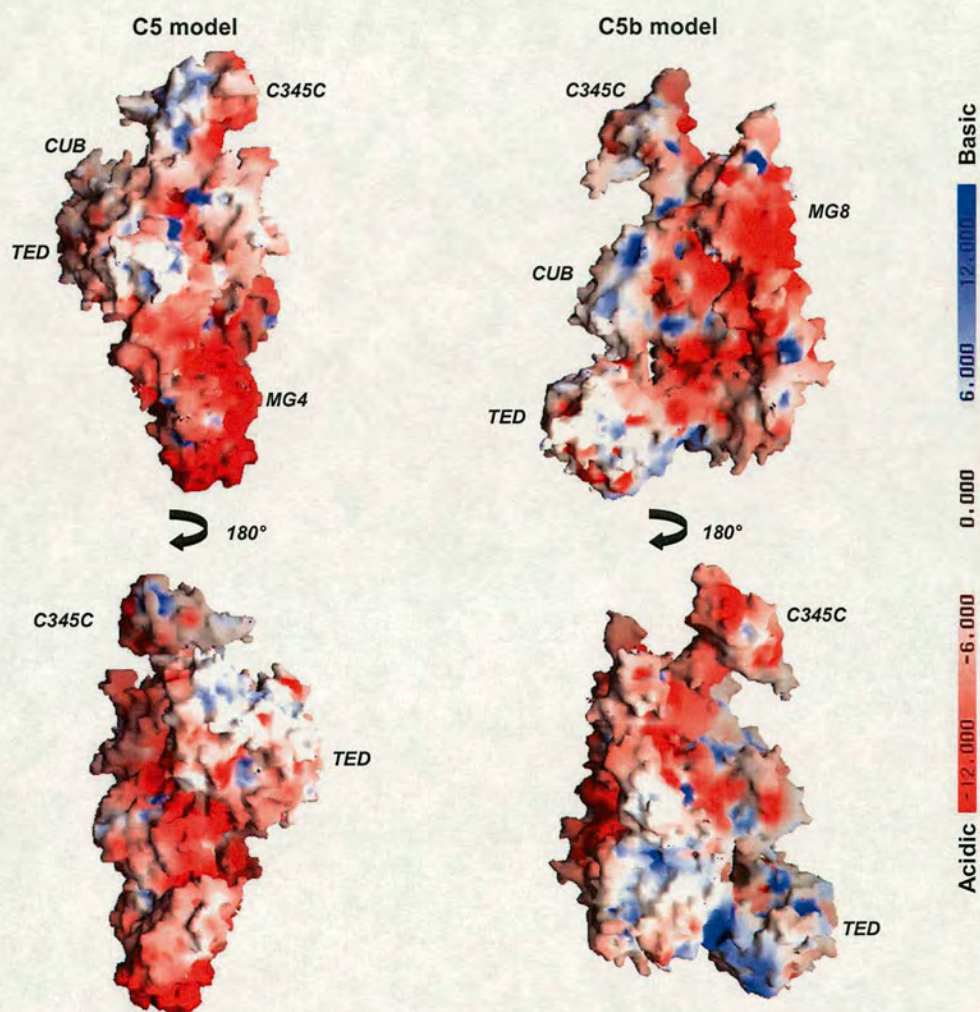 C5 model
C5b model
C345C
CUB
TED
MG4
C345C
MG8
CUB
TED
180°
180°
C345C
TED
C345C
TED
Basic
12.000
6.000
0.000
-6.000
-12.000
Acidic